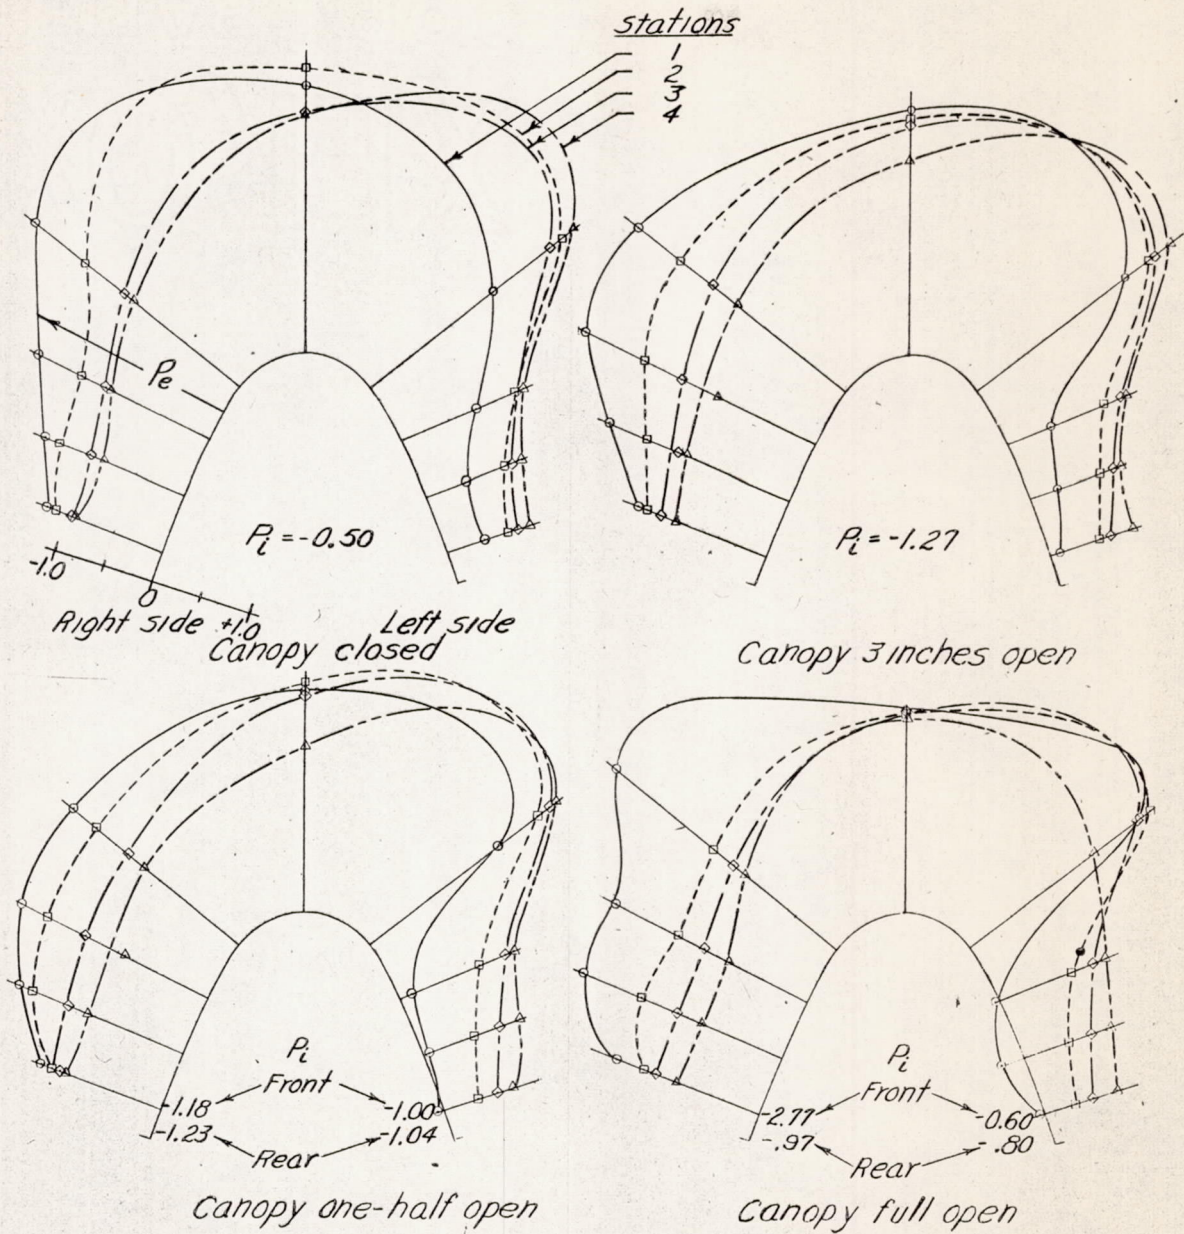 stations
1
2
3
4
Pe
Pi = -0.50
-1.0
0
+1.0
Right side
Left side
Canopy closed
Pi = -1.27
Canopy 3 inches open
Pi
Front
-1.18 -1.00
-1.23 -1.04
Rear
Canopy one-half open
Pi
Front
-2.77 -0.60
-.97 -.80
Rear
Canopy full open